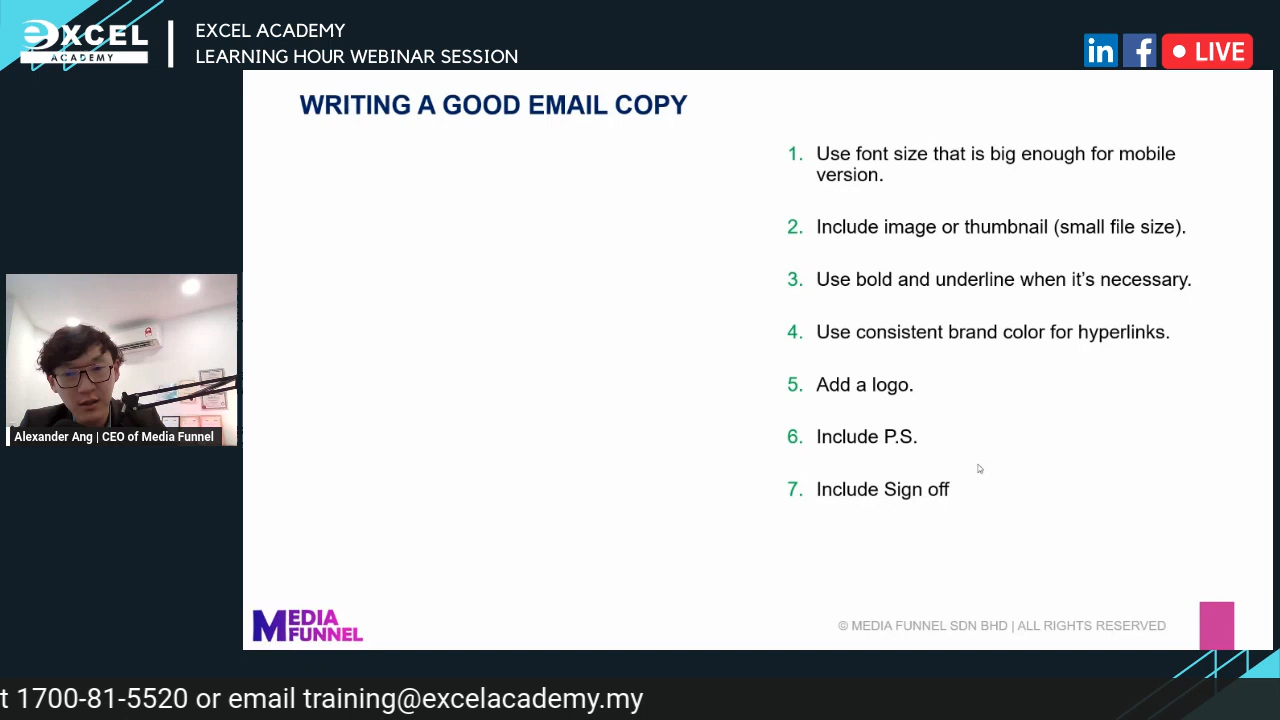 eXCEL
ACADEMY
EXCEL ACADEMY
LEARNING HOUR WEBINAR SESSION
in
f
LIVE
WRITING A GOOD EMAIL COPY
1. Use font size that is big enough for mobile
version.
2. Include image or thumbnail (small file size).
3. Use bold and underline when it's necessary.
4. Use consistent brand color for hyperlinks.
5. Add a logo.
6. Include P.S.
7. Include Sign off
Alexander Ang | CEO of Media Funnel
MEDIA
FUNNEL
© MEDIA FUNNEL SDN BHD | ALL RIGHTS RESERVED
t 1700-81-5520 or email training@excelacademy.my